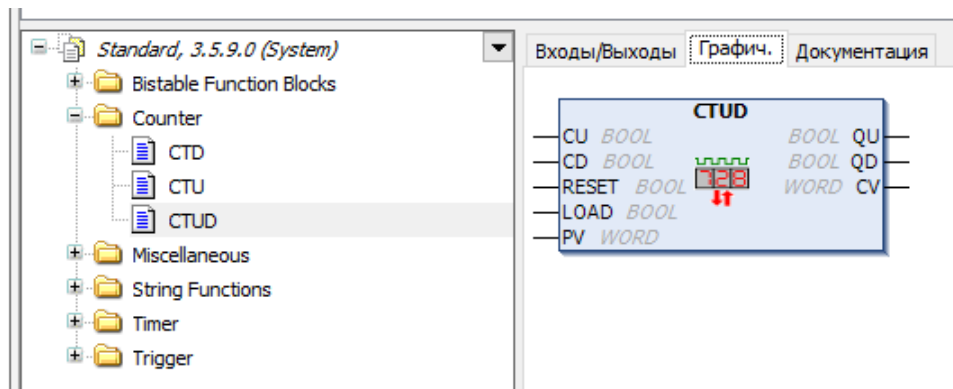 Standard, 3.5.9.0 (System)
Bistable Function Blocks
Counter
CTD
CTU
CTUD
Miscellaneous
String Functions
Timer
Trigger
Входы/Выходы Графич. Документация
CTUD
CU BOOL BOOL QU
CD BOOL BOOL QD
RESET BOOL 728 WORD CV
LOAD BOOL
PV WORD